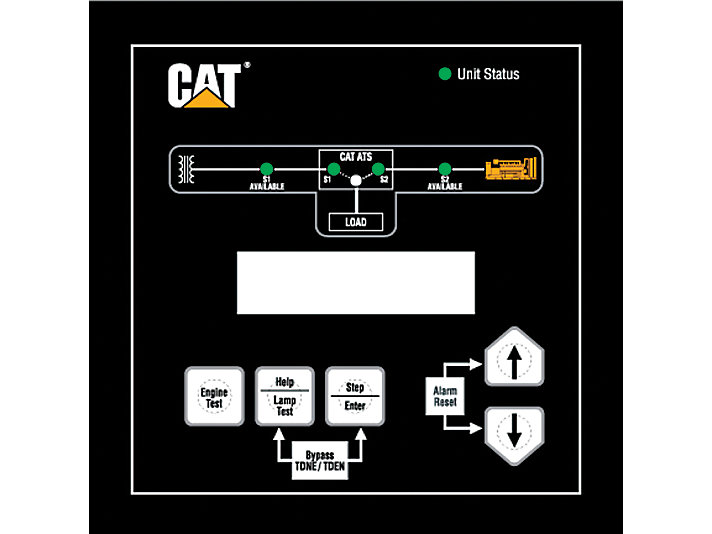 CAT®
Unit Status
CAT ATS
S1
AVAILABLE
S1
S2
S2
AVAILABLE
LOAD
Engine
Test
Help
Lamp
Test
Step
Enter
Alarm
Reset
Bypass
TDNE / TDEN